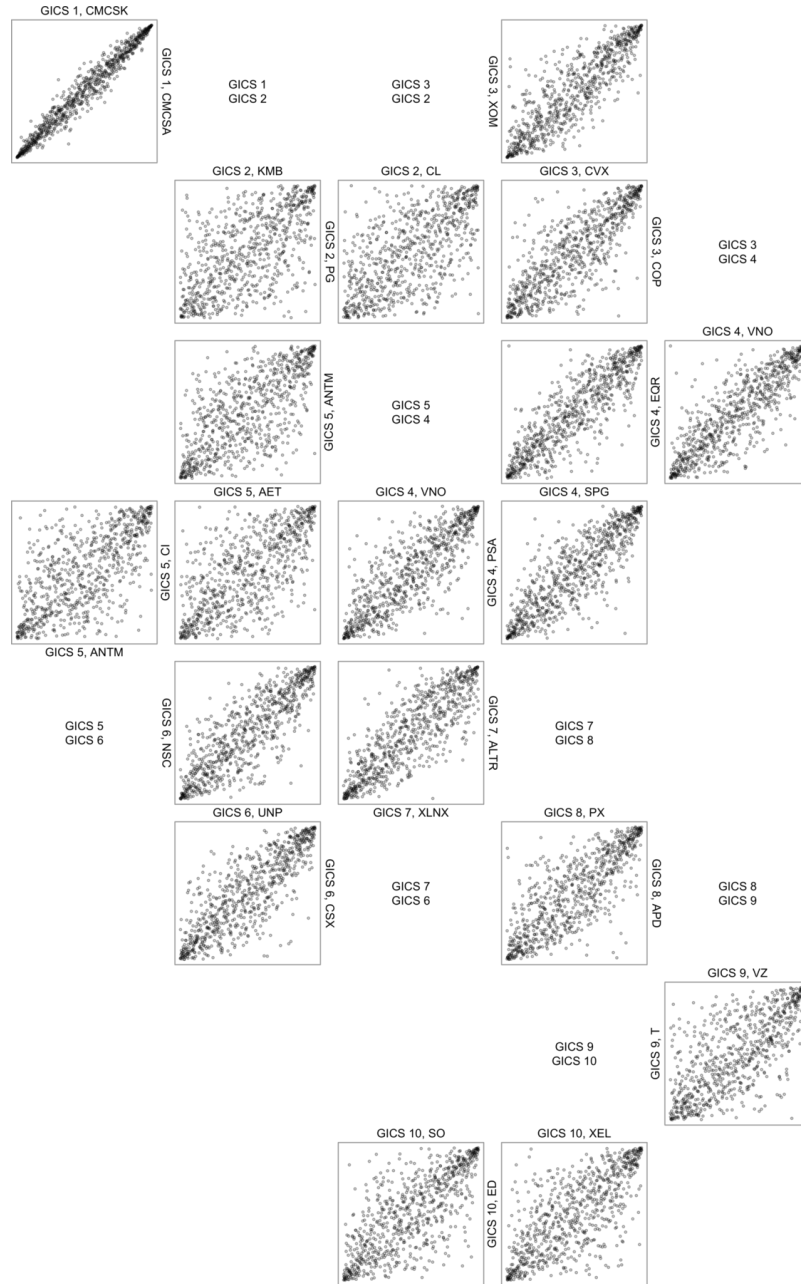 GICS 1, CMCSK
GICS 1, CMCSA
GICS 1
GICS 2
GICS 3
GICS 2
GICS 3, XOM
GICS 2, KMB
GICS 2, CL
GICS 3, CVX
GICS 2, PG
GICS 3, COP
GICS 3
GICS 4
GICS 4, VNO
GICS 5, ANTM
GICS 5
GICS 4
GICS 4, EQR
GICS 5, AET
GICS 4, VNO
GICS 4, SPG
GICS 5, CI
GICS 4, PSA
GICS 5, ANTM
GICS 5
GICS 6
GICS 6, NSC
GICS 7, ALTR
GICS 7
GICS 8
GICS 6, UNP
GICS 7, XLNX
GICS 8, PX
GICS 6, CSX
GICS 7
GICS 6
GICS 8, APD
GICS 8
GICS 9
GICS 9, VZ
GICS 9
GICS 10
GICS 9, T
GICS 10, SO
GICS 10, XEL
GICS 10, ED